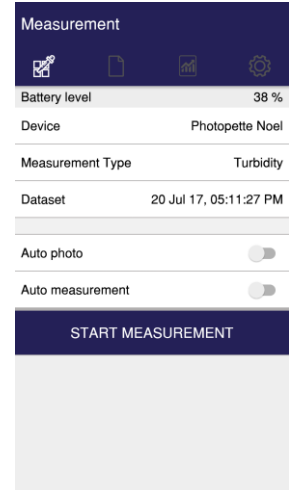 Measurement
Battery level 38 %
Device Photopette Noel
Measurement Type Turbidity
Dataset 20 Jul 17, 05:11:27 PM
Auto photo
Auto measurement
START MEASUREMENT